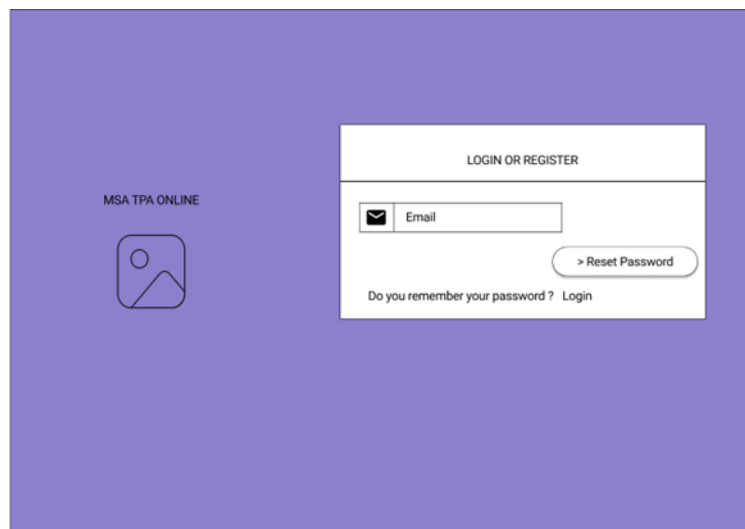 MSA TPA ONLINE
LOGIN OR REGISTER
Email
> Reset Password
Do you remember your password ? Login